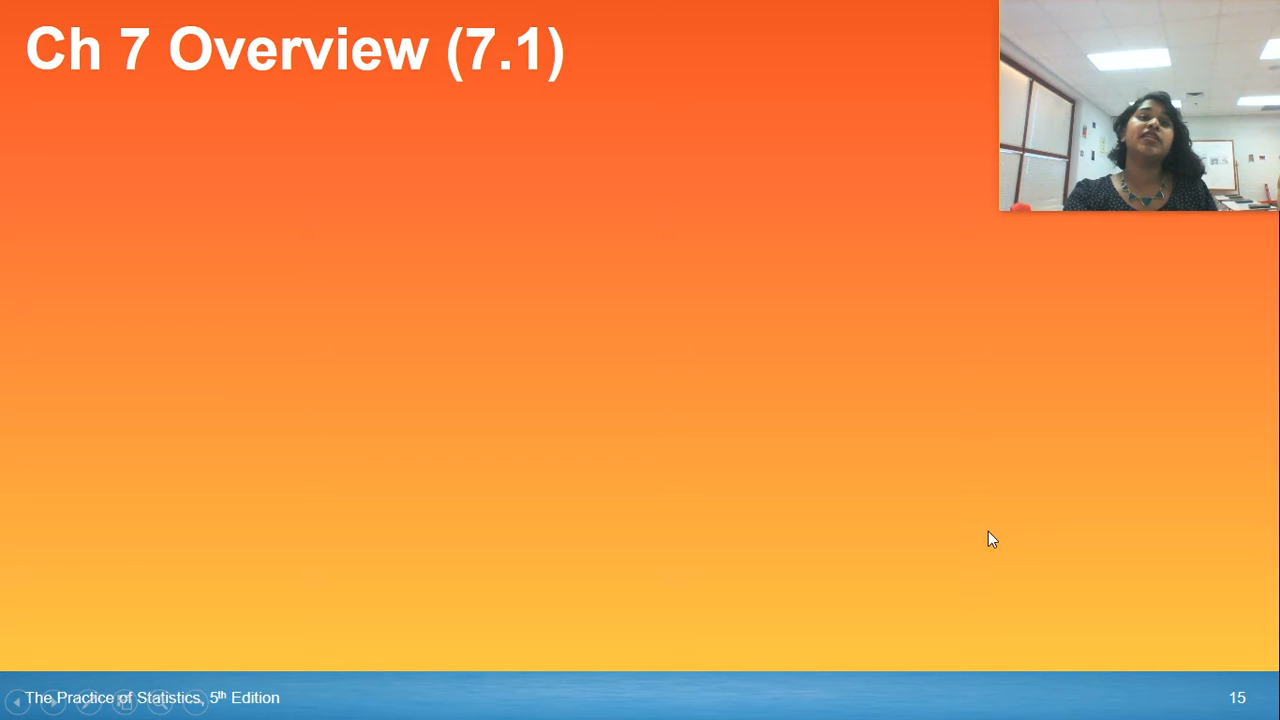 Ch 7 Overview (7.1)
The Practice of Statistics, 5th Edition
15